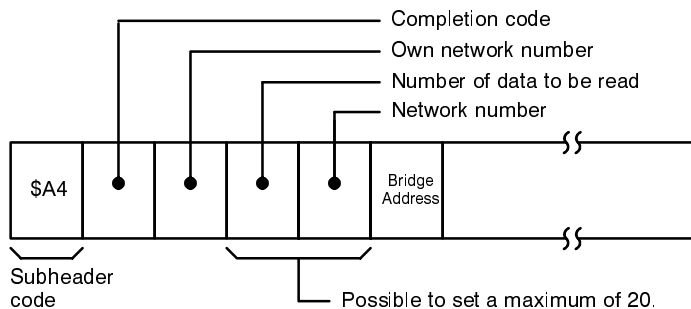 Completion code
Own network number
Number of data to be read
Network number
$A4
Bridge
Address
Subheader
code
Possible to set a maximum of 20.